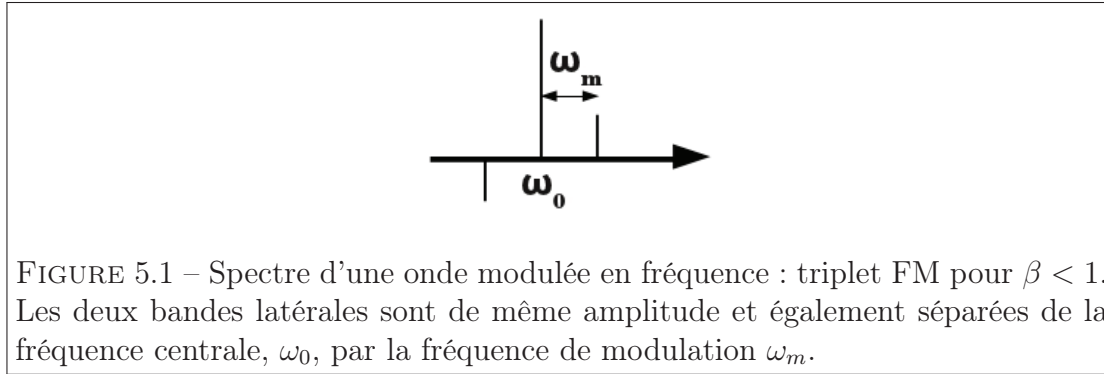 ω_m
ω_0
FIGURE 5.1 – Spectre d'une onde modulée en fréquence : triplet FM pour β < 1.
Les deux bandes latérales sont de même amplitude et également séparées de la
fréquence centrale, ω_0, par la fréquence de modulation ω_m.